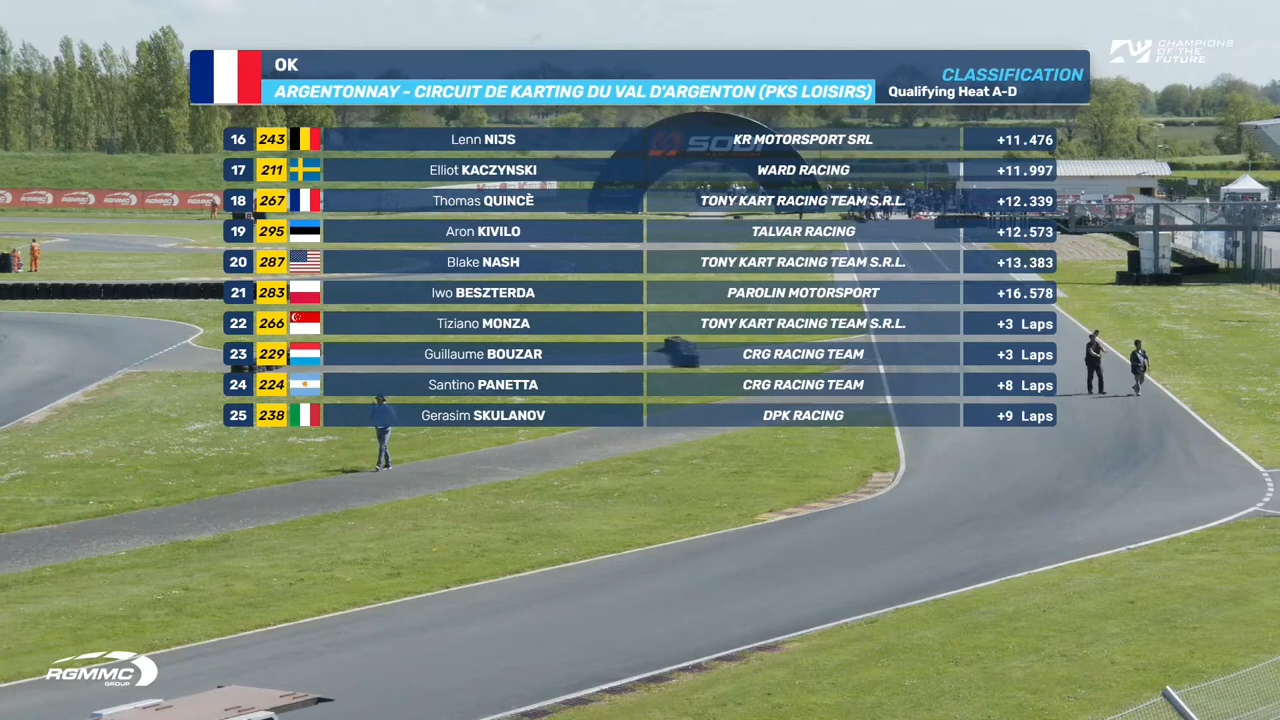 OK
CHAMPIONS
OF THE
FUTURE
CLASSIFICATION
ARGENTONNAY - CIRCUIT DE KARTING DU VAL D'ARGENTON (PKS LOISIRS)
Qualifying Heat A-D
16 243 Lenn NIJS KR MOTORSPORT SRL +11.476
17 211 Elliot KACZYNSKI WARD RACING +11.997
18 267 Thomas QUINCÈ TONY KART RACING TEAM S.R.L. +12.339
19 295 Aron KIVILO TALVAR RACING +12.573
20 287 Blake NASH TONY KART RACING TEAM S.R.L. +13.383
21 283 Iwo BESZTERDA PAROLIN MOTORSPORT +16.578
22 266 Tiziano MONZA TONY KART RACING TEAM S.R.L. +3 Laps
23 229 Guillaume BOUZAR CRG RACING TEAM +3 Laps
24 224 Santino PANETTA CRG RACING TEAM +8 Laps
25 238 Gerasim SKULANOV DPK RACING +9 Laps
SODI
RGMMC
GROUP